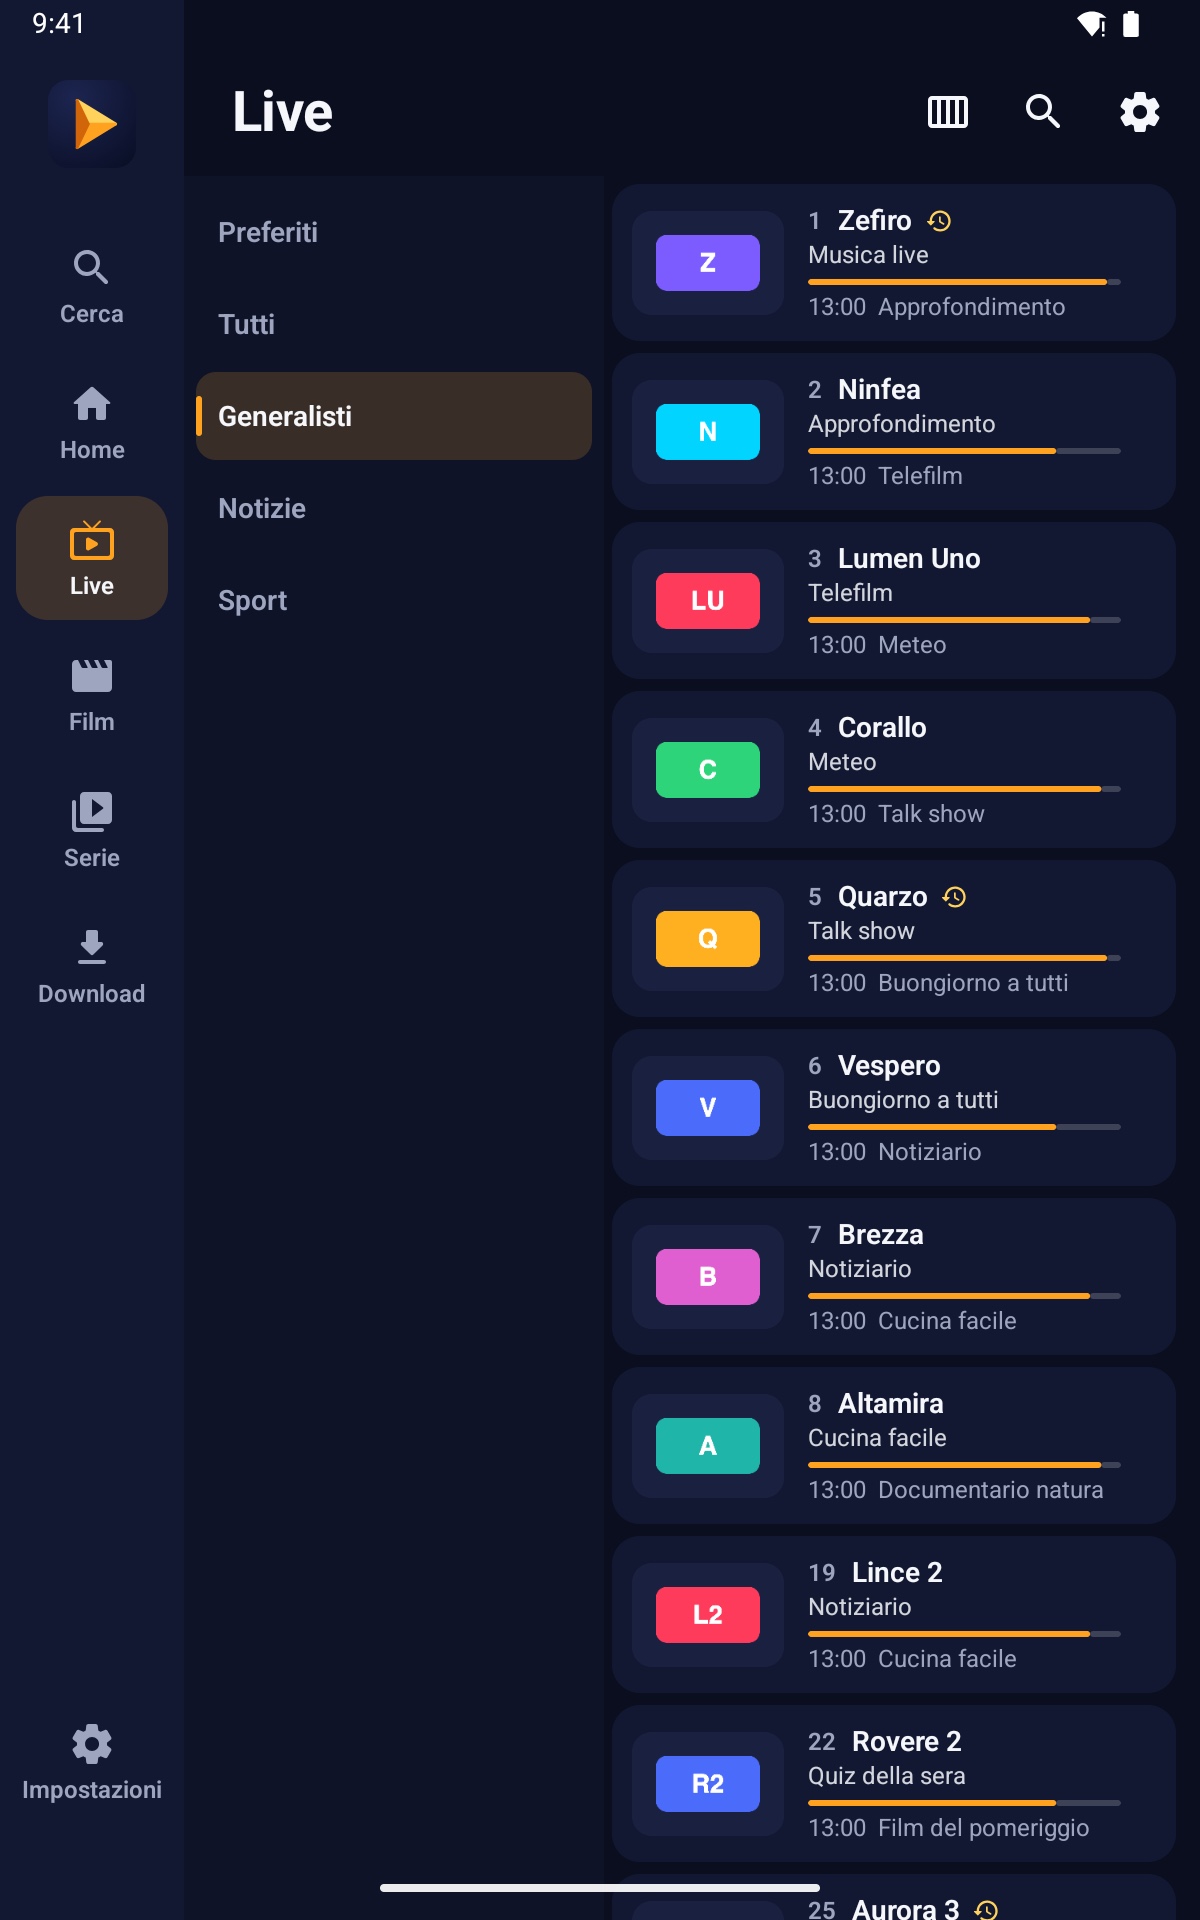 9:41
Live
Cerca
Home
Live
Film
Serie
Download
Impostazioni
Preferiti
Tutti
Generalisti
Notizie
Sport
Z
1 Zefiro
Musica live
13:00 Approfondimento
N
2 Ninfea
Approfondimento
13:00 Telefilm
LU
3 Lumen Uno
Telefilm
13:00 Meteo
C
4 Corallo
Meteo
13:00 Talk show
Q
5 Quarzo
Talk show
13:00 Buongiorno a tutti
V
6 Vespero
Buongiorno a tutti
13:00 Notiziario
B
7 Brezza
Notiziario
13:00 Cucina facile
A
8 Altamira
Cucina facile
13:00 Documentario natura
L2
19 Lince 2
Notiziario
13:00 Cucina facile
R2
22 Rovere 2
Quiz della sera
13:00 Film del pomeriggio
25 Aurora 3